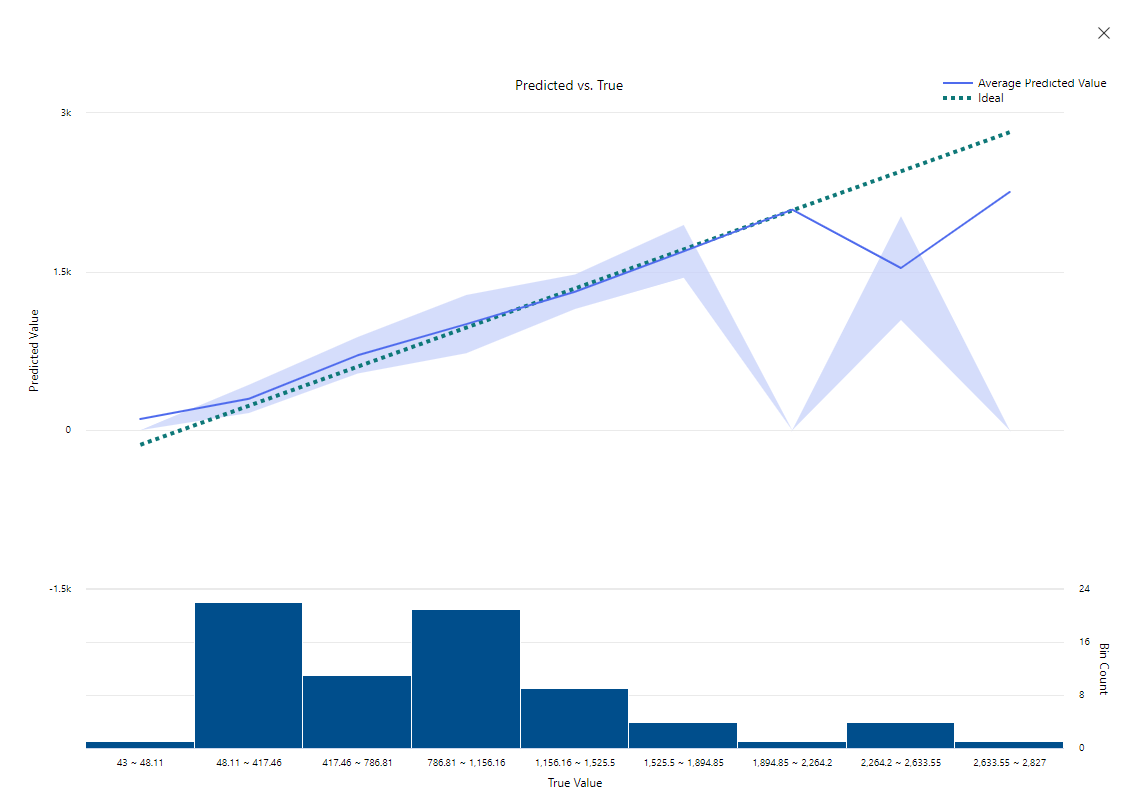 Predicted vs. True
Average Predicted Value
Ideal
3k
1.5k
0
-1.5k
Predicted Value
24
16
8
0
Bin Count
43 ~ 48.11
48.11 ~ 417.46
417.46 ~ 786.81
786.81 ~ 1,156.16
1,156.16 ~ 1,525.5
1,525.5 ~ 1,894.85
1,894.85 ~ 2,264.2
2,264.2 ~ 2,633.55
2,633.55 ~ 2,827
True Value